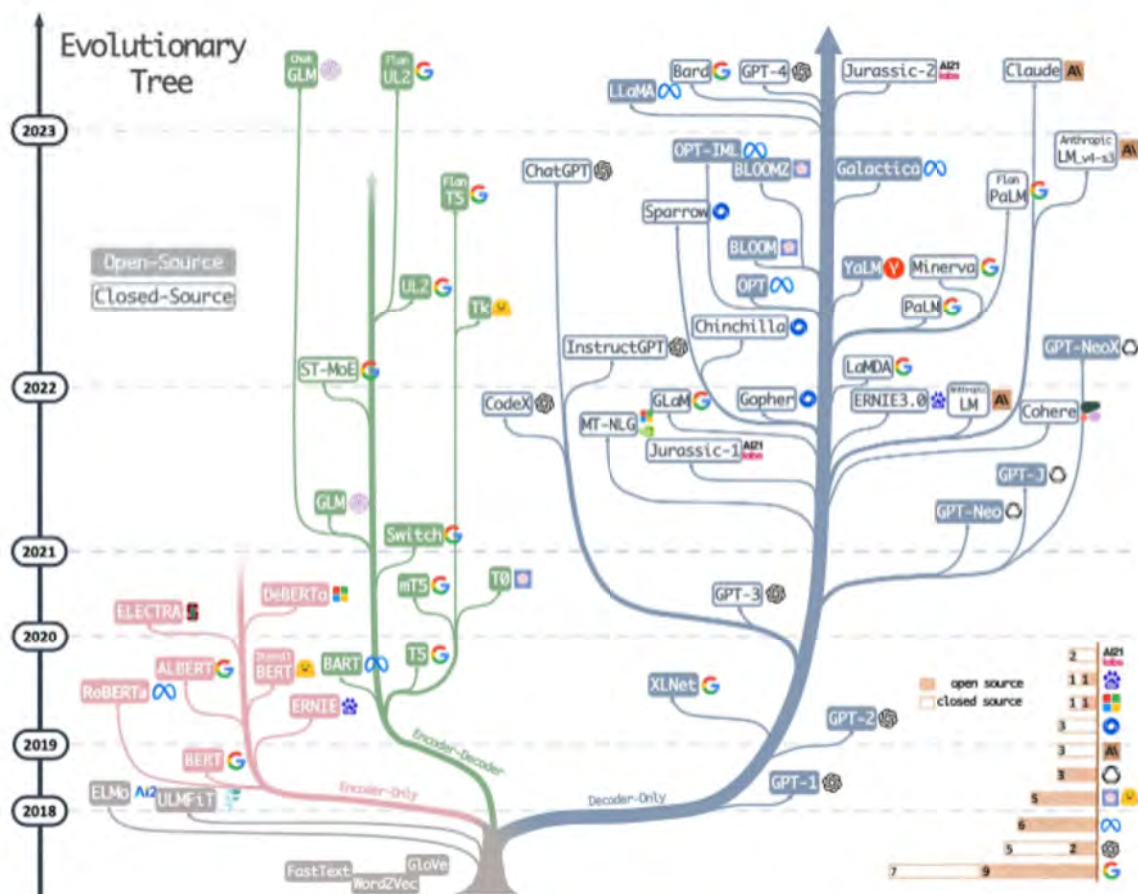 Evolutionary
Tree
2023
2022
2021
2020
2019
2018
Open-Source
Closed-Source
Chat
GLM
Flan
UL2
Flan
T5
UL2
Tk
ST-MoE
GLM
Switch
mT5
T0
T5
BART
Encoder-Decoder
DeBERTa
ELECTRA
ALBERT
BERT
RoBERTa
ERNIE
BERT
Encoder-Only
ELMo
Ai2
ULMFiT
FastText
Word2Vec
GloVe
Bard
GPT-4
Jurassic-2
AI21
labs
Claude
A\
LLaMA
OPT-IML
BLOOMZ
Galactica
Anthropic
LM_v4-s3
A\
ChatGPT
Flan
PaLM
Sparrow
BLOOM
YaLM
Minerva
OPT
PaLM
Chinchilla
InstructGPT
GPT-NeoX
LaMDA
CodeX
GLaM
Gopher
ERNIE3.0
Anthropic
LM
A\
Cohere
MT-NLG
Jurassic-1
AI21
labs
GPT-J
GPT-Neo
GPT-3
XLNet
GPT-2
GPT-1
Decoder-Only
open source
closed source
2
AI21
labs
1 1
1 1
3
3
A\
3
5
6
5 2
7 9